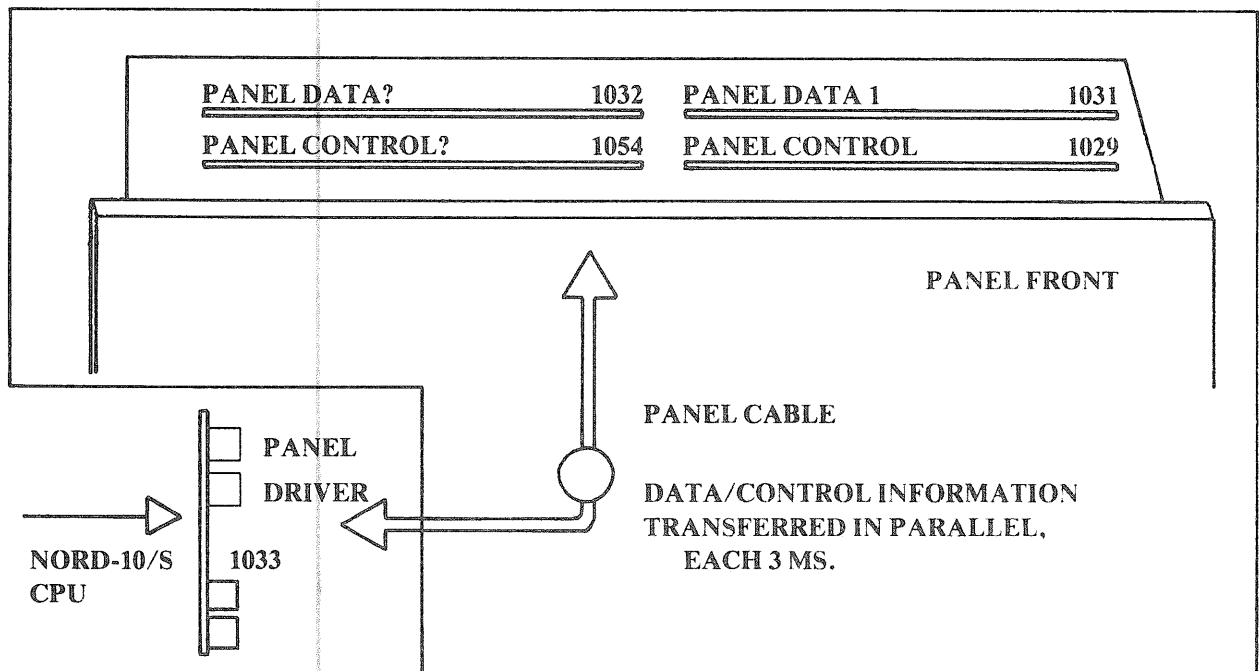 PANEL DATA? 1032 PANEL DATA 1 1031
PANEL CONTROL? 1054 PANEL CONTROL 1029
PANEL FRONT
PANEL CABLE
PANEL
DRIVER
DATA/CONTROL INFORMATION
TRANSFERRED IN PARALLEL,
EACH 3 MS.
NORD-10/S 1033
CPU